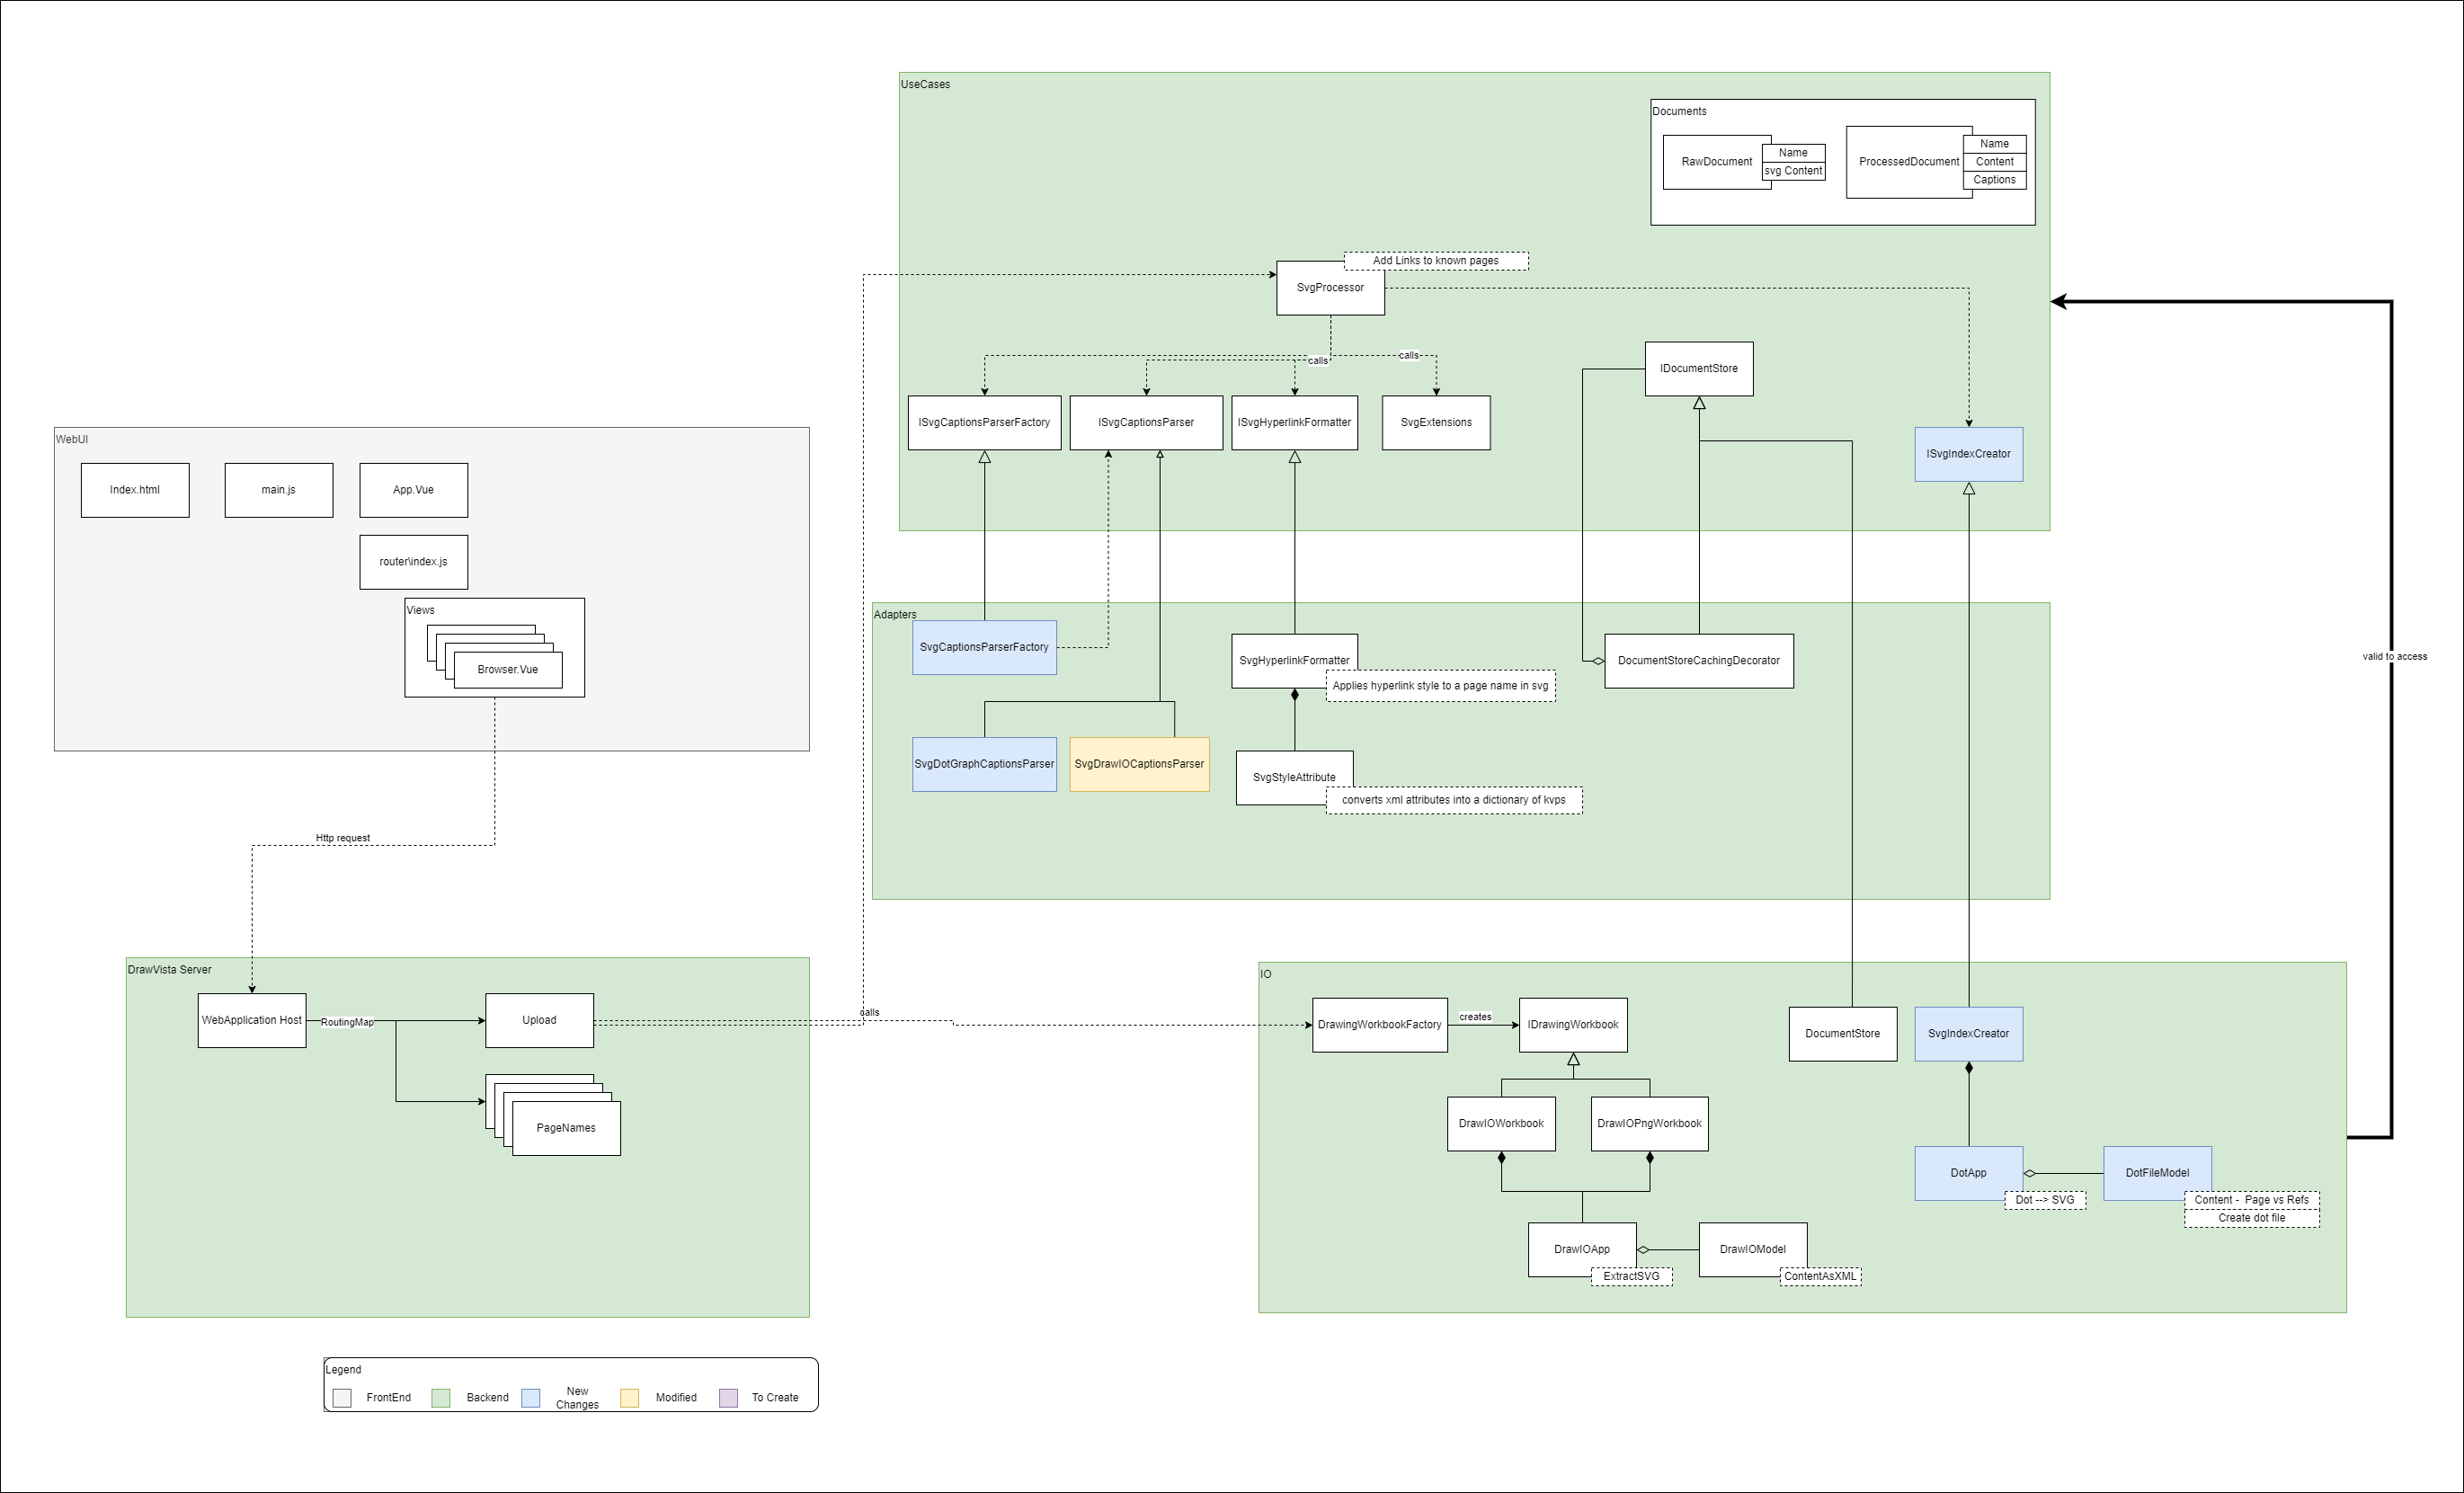 UseCases
Documents
RawDocument
Name
svg Content
ProcessedDocument
Name
Content
Captions
Add Links to known pages
SvgProcessor
calls
calls
IDocumentStore
ISvgCaptionsParserFactory
ISvgCaptionsParser
ISvgHyperlinkFormatter
SvgExtensions
ISvgIndexCreator
WebUI
Index.html
main.js
App.Vue
router\index.js
Views
Browser.Vue
Adapters
SvgCaptionsParserFactory
SvgHyperlinkFormatter
Applies hyperlink style to a page name in svg
DocumentStoreCachingDecorator
valid to access
SvgDotGraphCaptionsParser
SvgDrawIOCaptionsParser
SvgStyleAttribute
converts xml attributes into a dictionary of kvps
Http request
DrawVista Server
WebApplication Host
RoutingMap
Upload
calls
PageNames
IO
DrawingWorkbookFactory
creates
IDrawingWorkbook
DocumentStore
SvgIndexCreator
DrawIOWorkbook
DrawIOPngWorkbook
DotApp
Dot --> SVG
DotFileModel
Content - Page vs Refs
Create dot file
DrawIOApp
ExtractSVG
DrawIOModel
ContentAsXML
Legend
FrontEnd
Backend
New
Changes
Modified
To Create